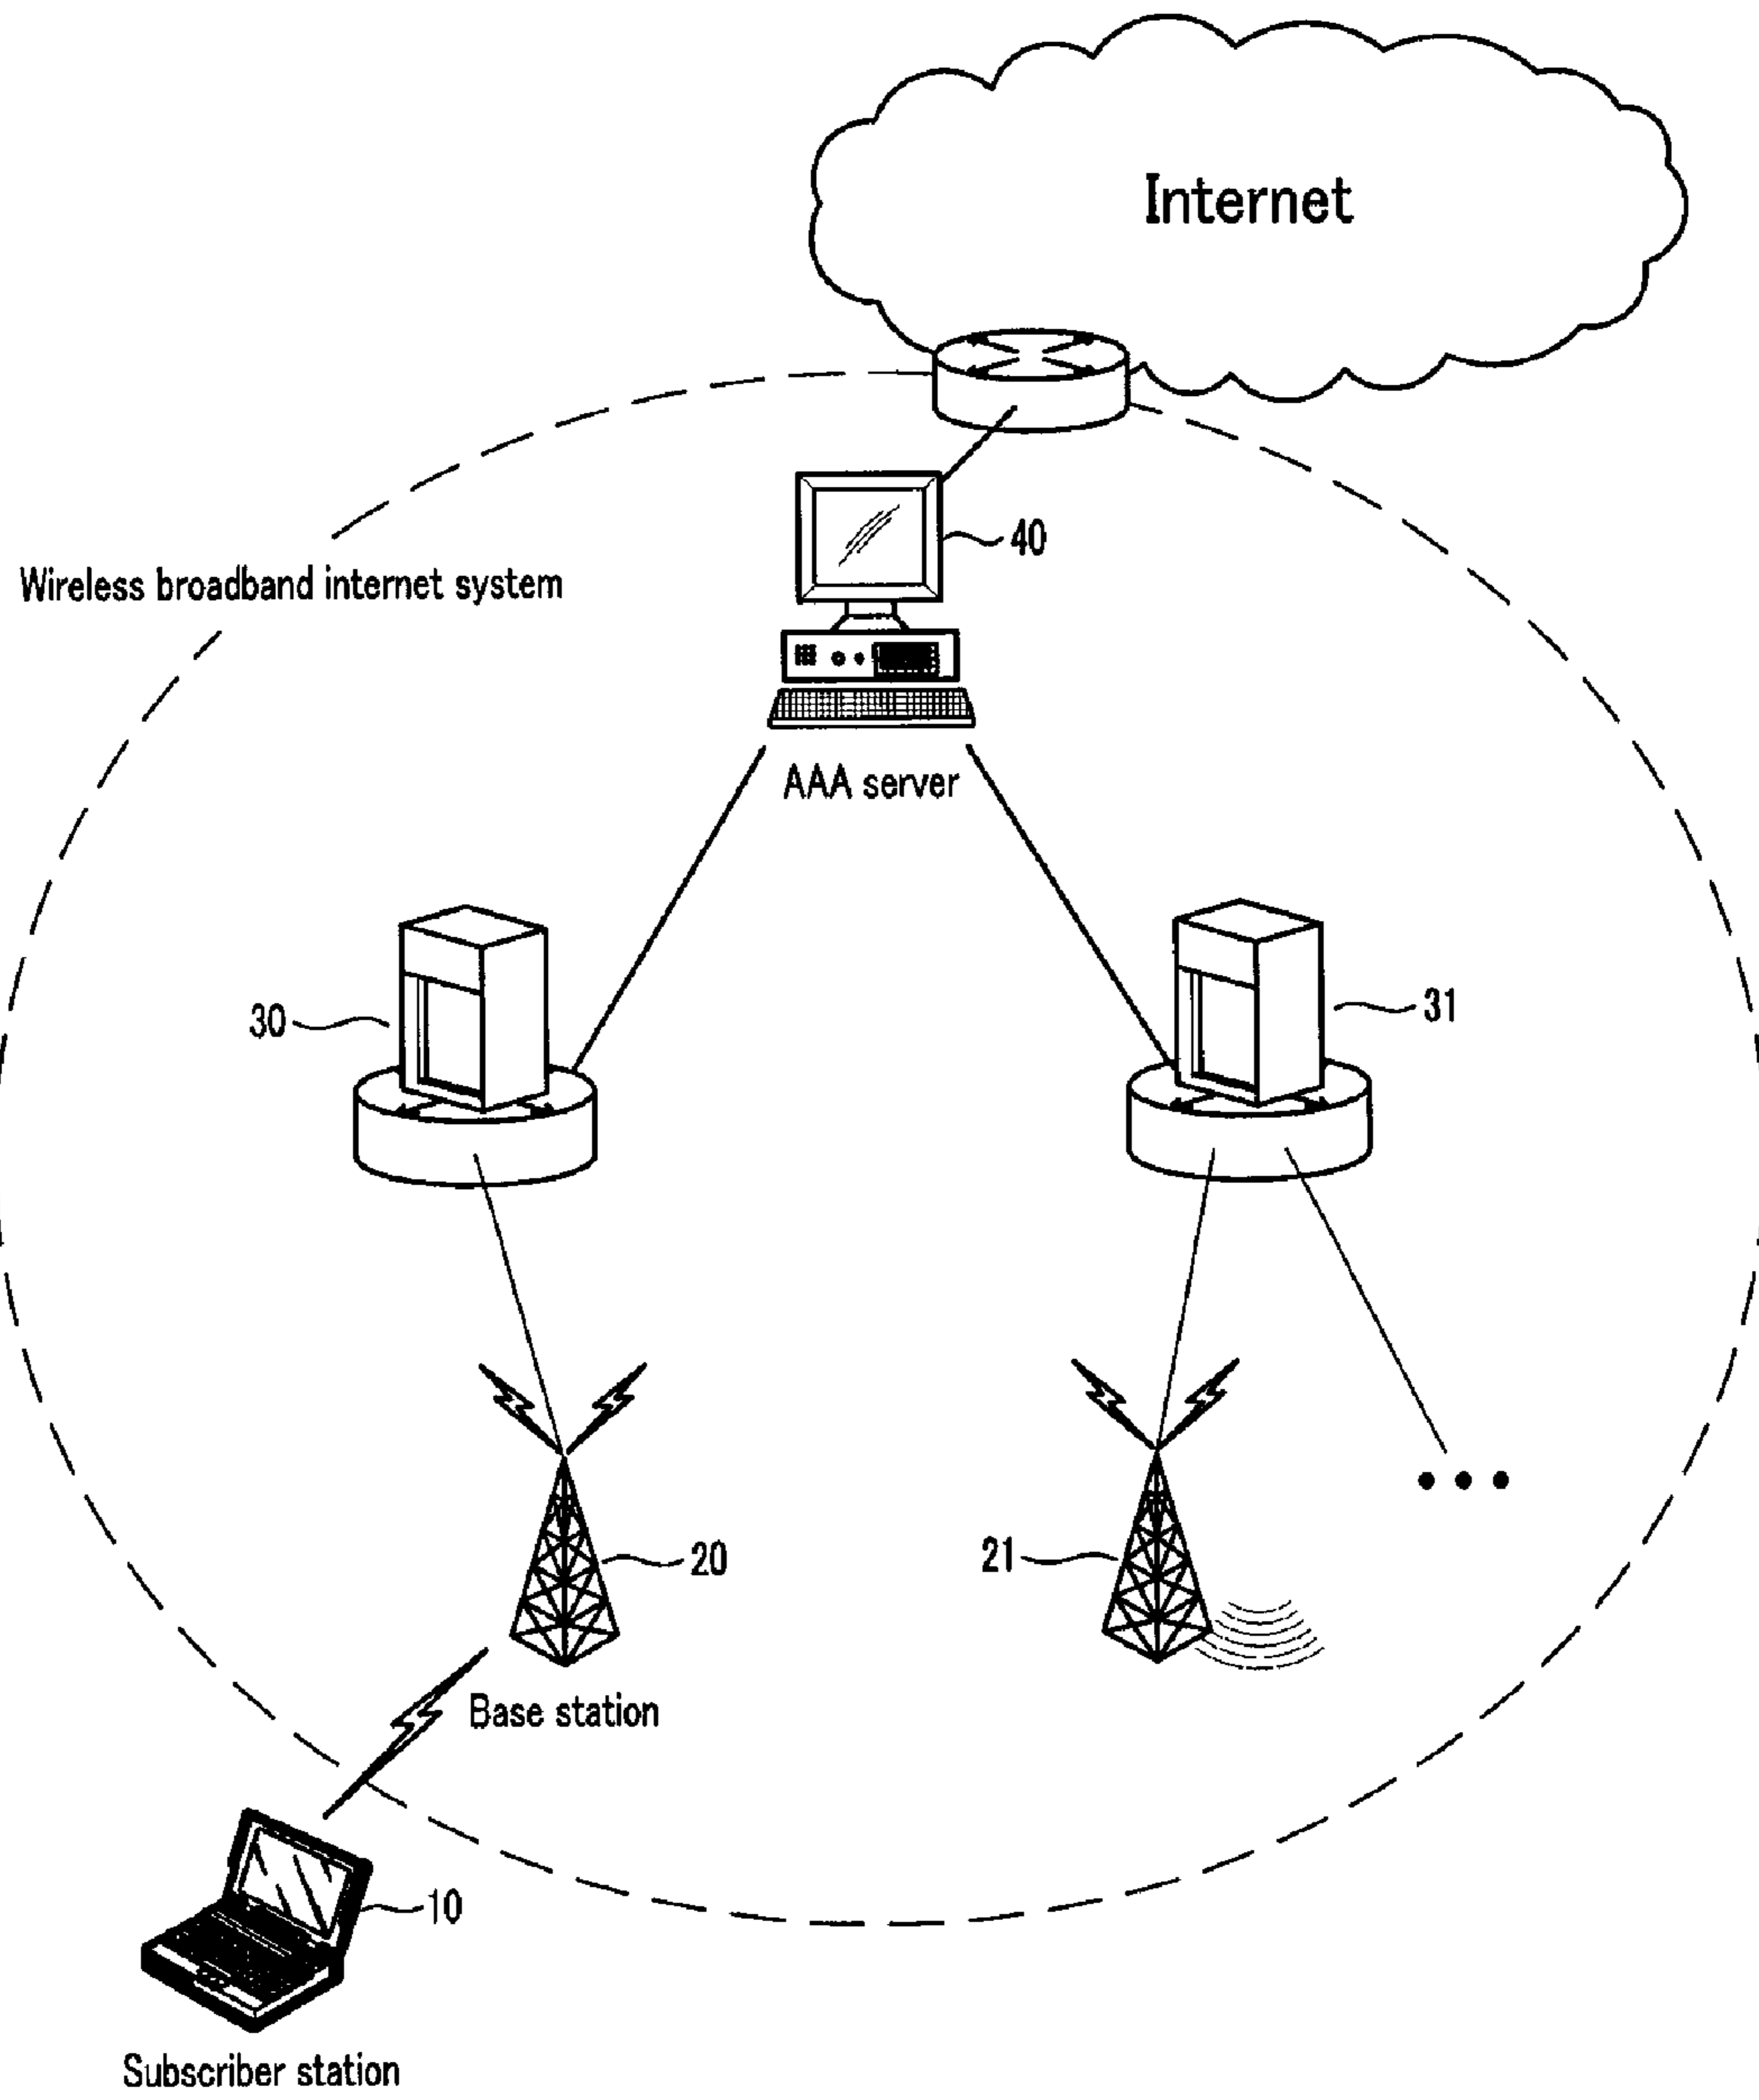 Internet
40
Wireless broadband internet system
AAA server
30
31
20
21
Base station
10
Subscriber station